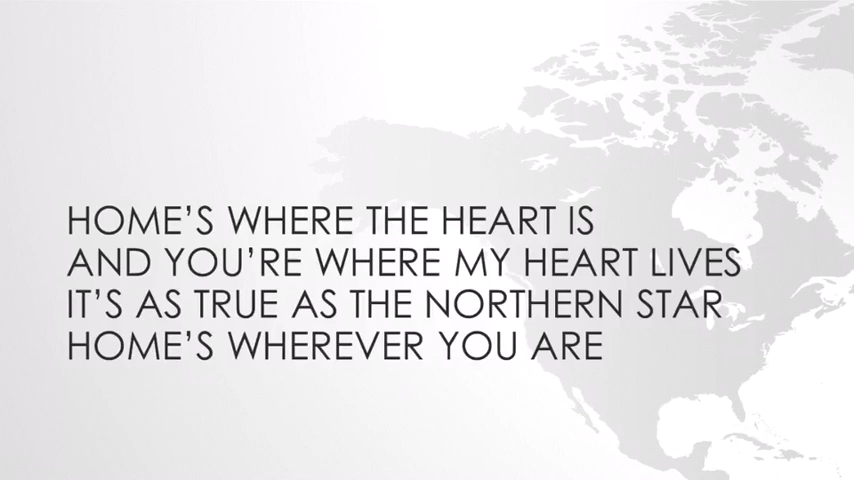 HOME’S WHERE THE HEART IS
AND YOU’RE WHERE MY HEART LIVES
IT’S AS TRUE AS THE NORTHERN STAR
HOME’S WHEREVER YOU ARE